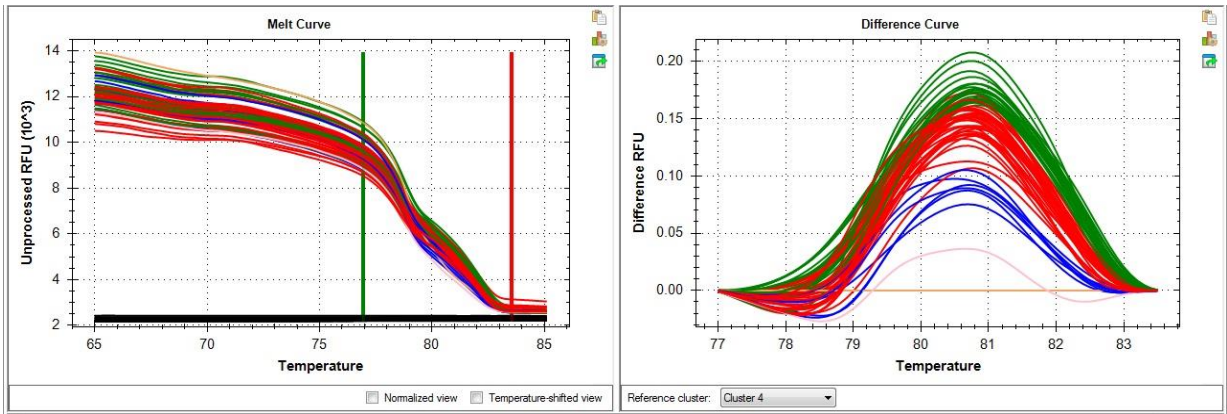 Melt Curve
14
12
10
8
6
4
2
Unprocessed RFU (10^3)
65 70 75 80 85
Temperature
Normalized view Temperature-shifted view
Difference Curve
0.20
0.15
0.10
0.05
0.00
Difference RFU
77 78 79 80 81 82 83
Temperature
Reference cluster: Cluster 4